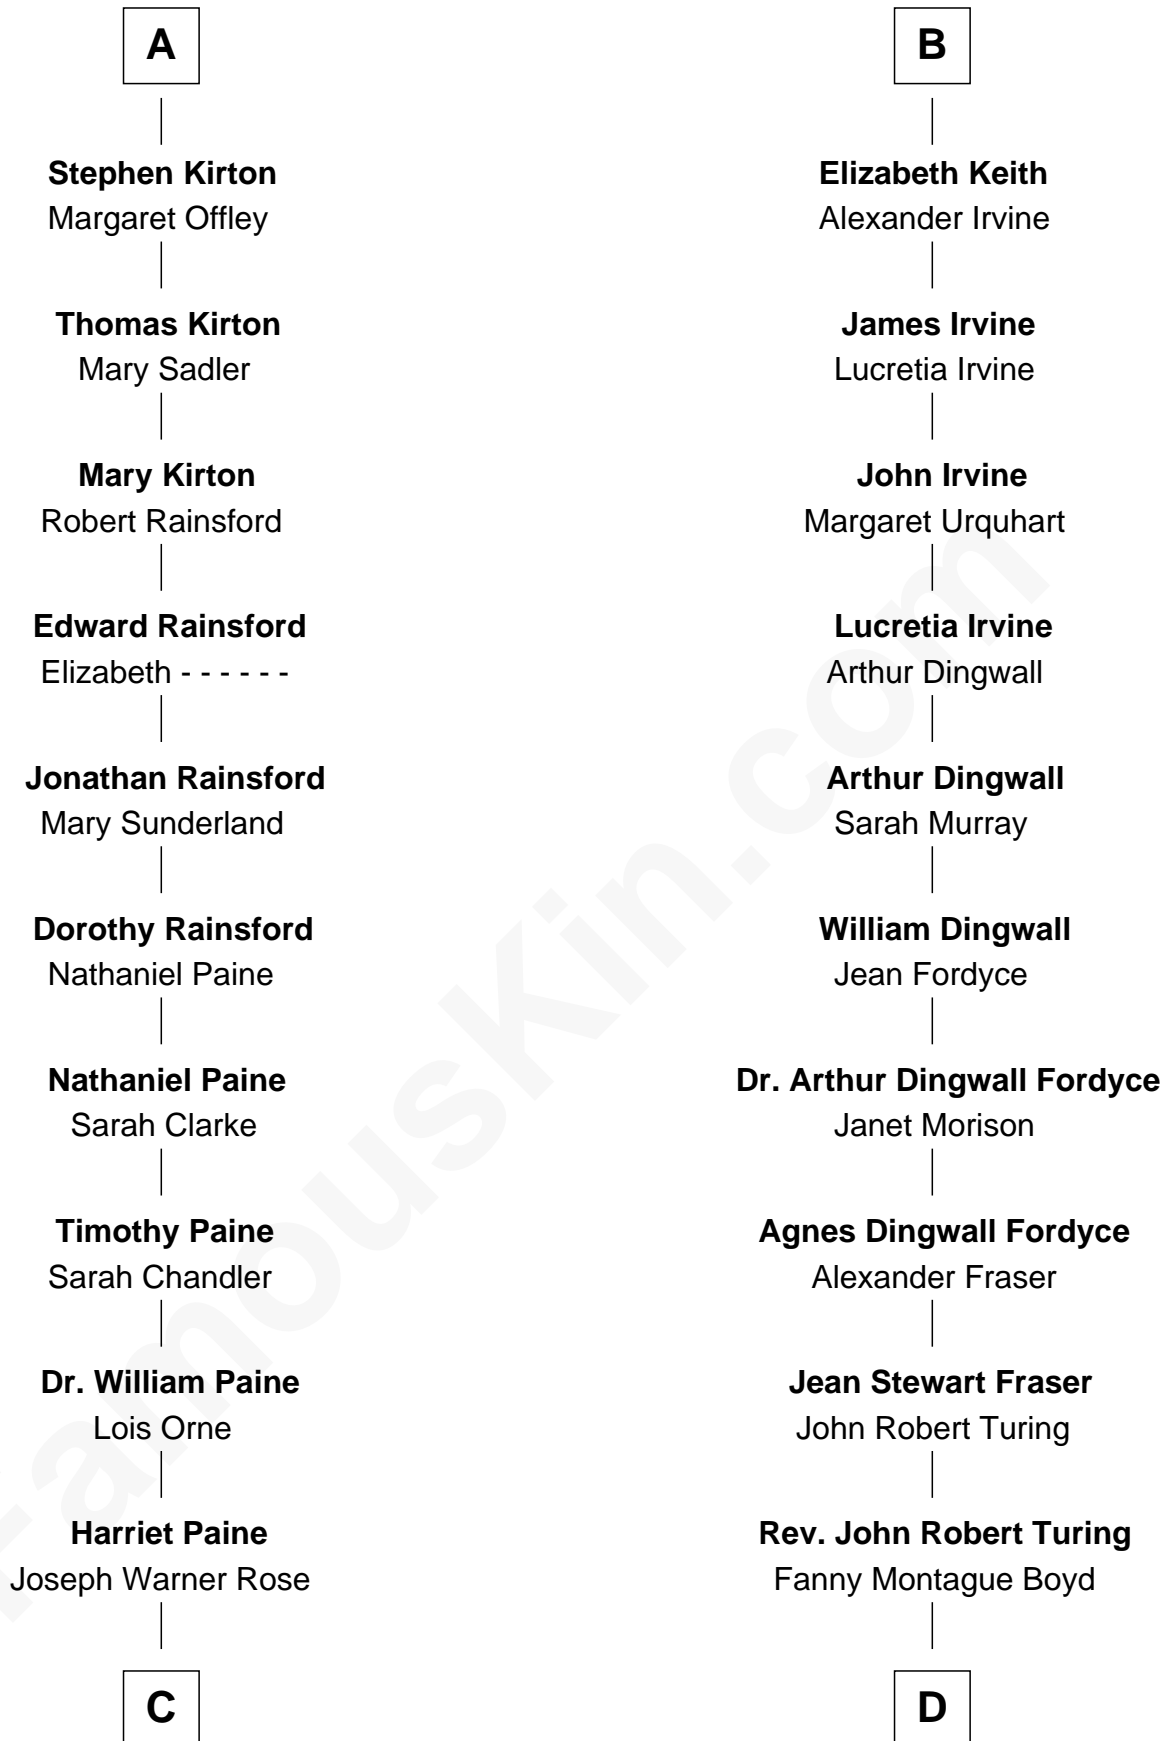 A
Stephen Kirton
Margaret Offley
Thomas Kirton
Mary Sadler
Mary Kirton
Robert Rainsford
Edward Rainsford
Elizabeth - - - - - -
Jonathan Rainsford
Mary Sunderland
Dorothy Rainsford
Nathaniel Paine
Nathaniel Paine
Sarah Clarke
Timothy Paine
Sarah Chandler
Dr. William Paine
Lois Orne
Harriet Paine
Joseph Warner Rose
C
B
Elizabeth Keith
Alexander Irvine
James Irvine
Lucretia Irvine
John Irvine
Margaret Urquhart
Lucretia Irvine
Arthur Dingwall
Arthur Dingwall
Sarah Murray
William Dingwall
Jean Fordyce
Dr. Arthur Dingwall Fordyce
Janet Morison
Agnes Dingwall Fordyce
Alexander Fraser
Jean Stewart Fraser
John Robert Turing
Rev. John Robert Turing
Fanny Montague Boyd
D
FamousKin.com